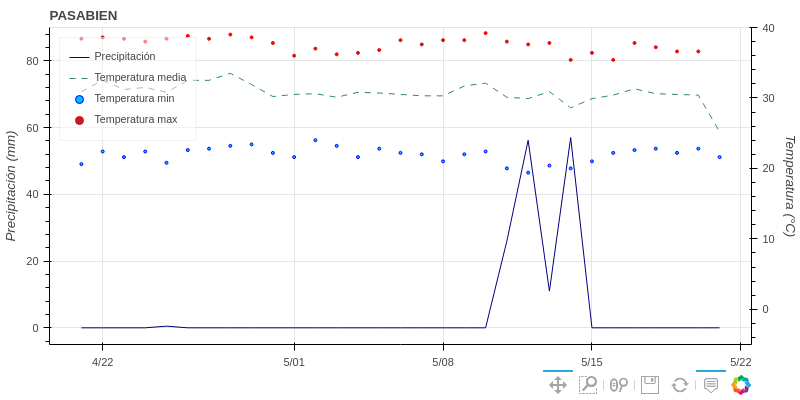 PASABIEN
Precipitación
Temperatura media
Temperatura min
Temperatura max
Precipitación (mm)
80
60
40
20
0
Temperatura (°C)
40
30
20
10
0
4/22
5/01
5/08
5/15
5/22